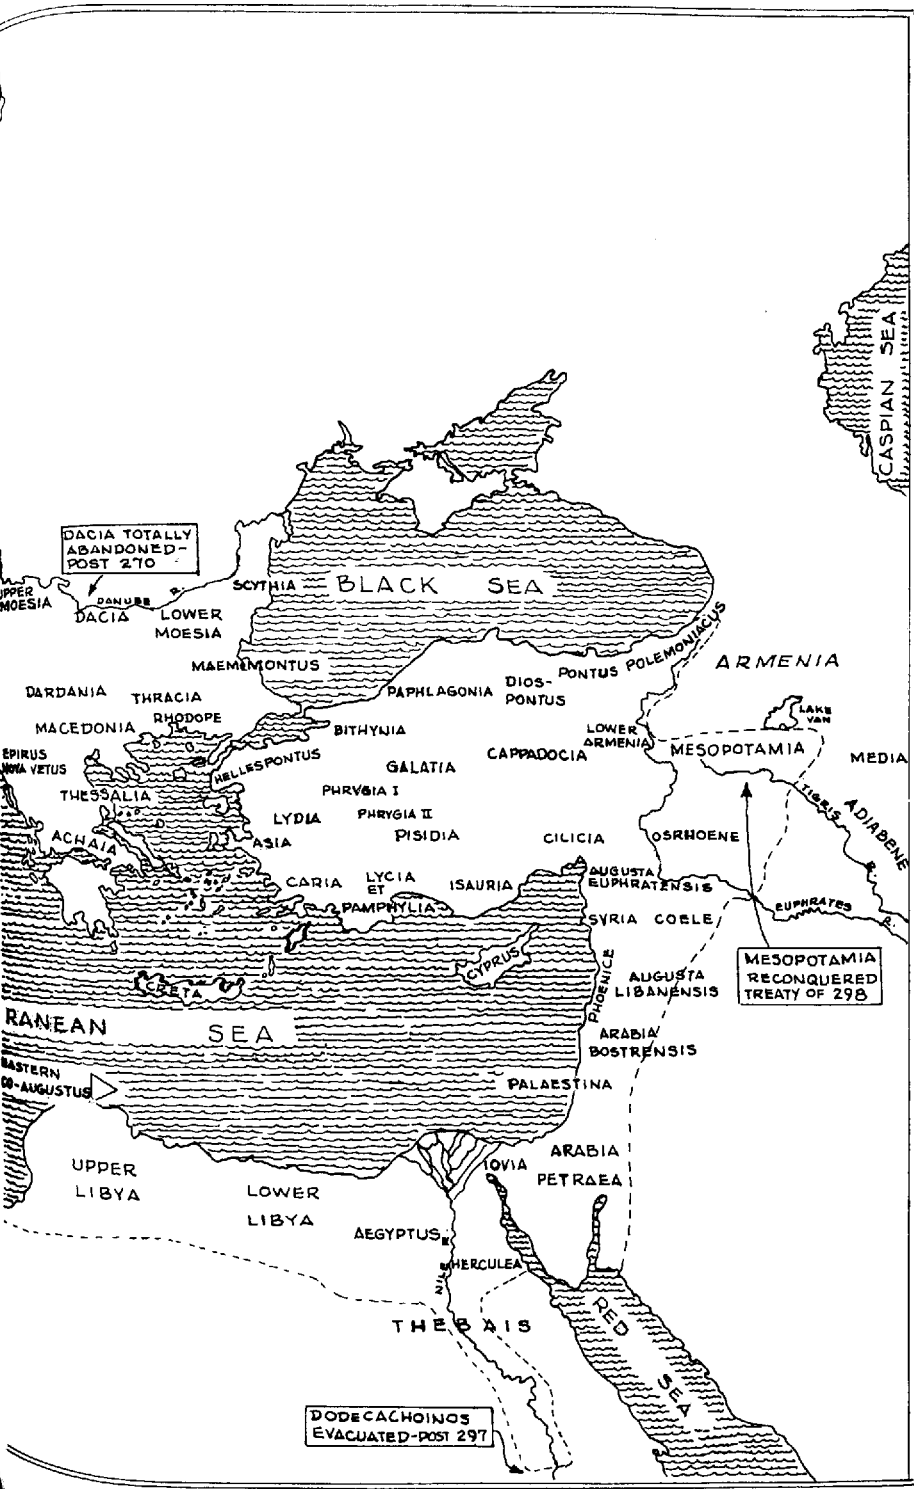 CASPIAN SEA
DACIA TOTALLY
ABANDONED-
POST 270
UPPER
MOESIA
DANUBE R.
DACIA
LOWER
MOESIA
SCYTHIA
BLACK SEA
MAEMIMONTUS
PONTUS POLEMONIACUS
ARMENIA
DARDANIA
THRACIA
RHODOPE
PAPHLAGONIA
DIOS-
PONTUS
LAKE
VAN
MACEDONIA
BITHYNIA
LOWER
ARMENIA
MESOPOTAMIA
MEDIA
EPIRUS
NOVA VETUS
HELLESPONTUS
GALATIA
CAPPADOCIA
THESSALIA
PHRYGIA I
LYDIA
PHRYGIA II
TIGRIS R.
ADIABENE
ACHAIA
ASIA
PISIDIA
CILICIA
OSRHOENE
CARIA
LYCIA
ET
PAMPHYLIA
ISAURIA
AUGUSTA
EUPHRATENSIS
EUPHRATES R.
SYRIA COELE
CYPRUS
CRETA
PHOENICE
AUGUSTA
LIBANENSIS
MESOPOTAMIA
RECONQUERED
TREATY OF 298
RANEAN SEA
ARABIA
BOSTRENSIS
EASTERN
CO-AUGUSTUS
PALAESTINA
UPPER
LIBYA
LOWER
LIBYA
IOVIA
ARABIA
PETRAEA
AEGYPTUS
NILE R.
HERCULEA
THEBAIS
RED SEA
DODECACHOINOS
EVACUATED-POST 297